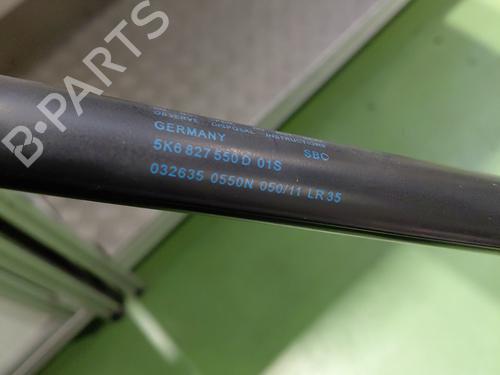 OBSERVE DISPOSAL INSTRUCTIONS
GERMANY SBC
5K6 827 550 D 01S
032635 0550N 050/11 LR35
B-PARTS